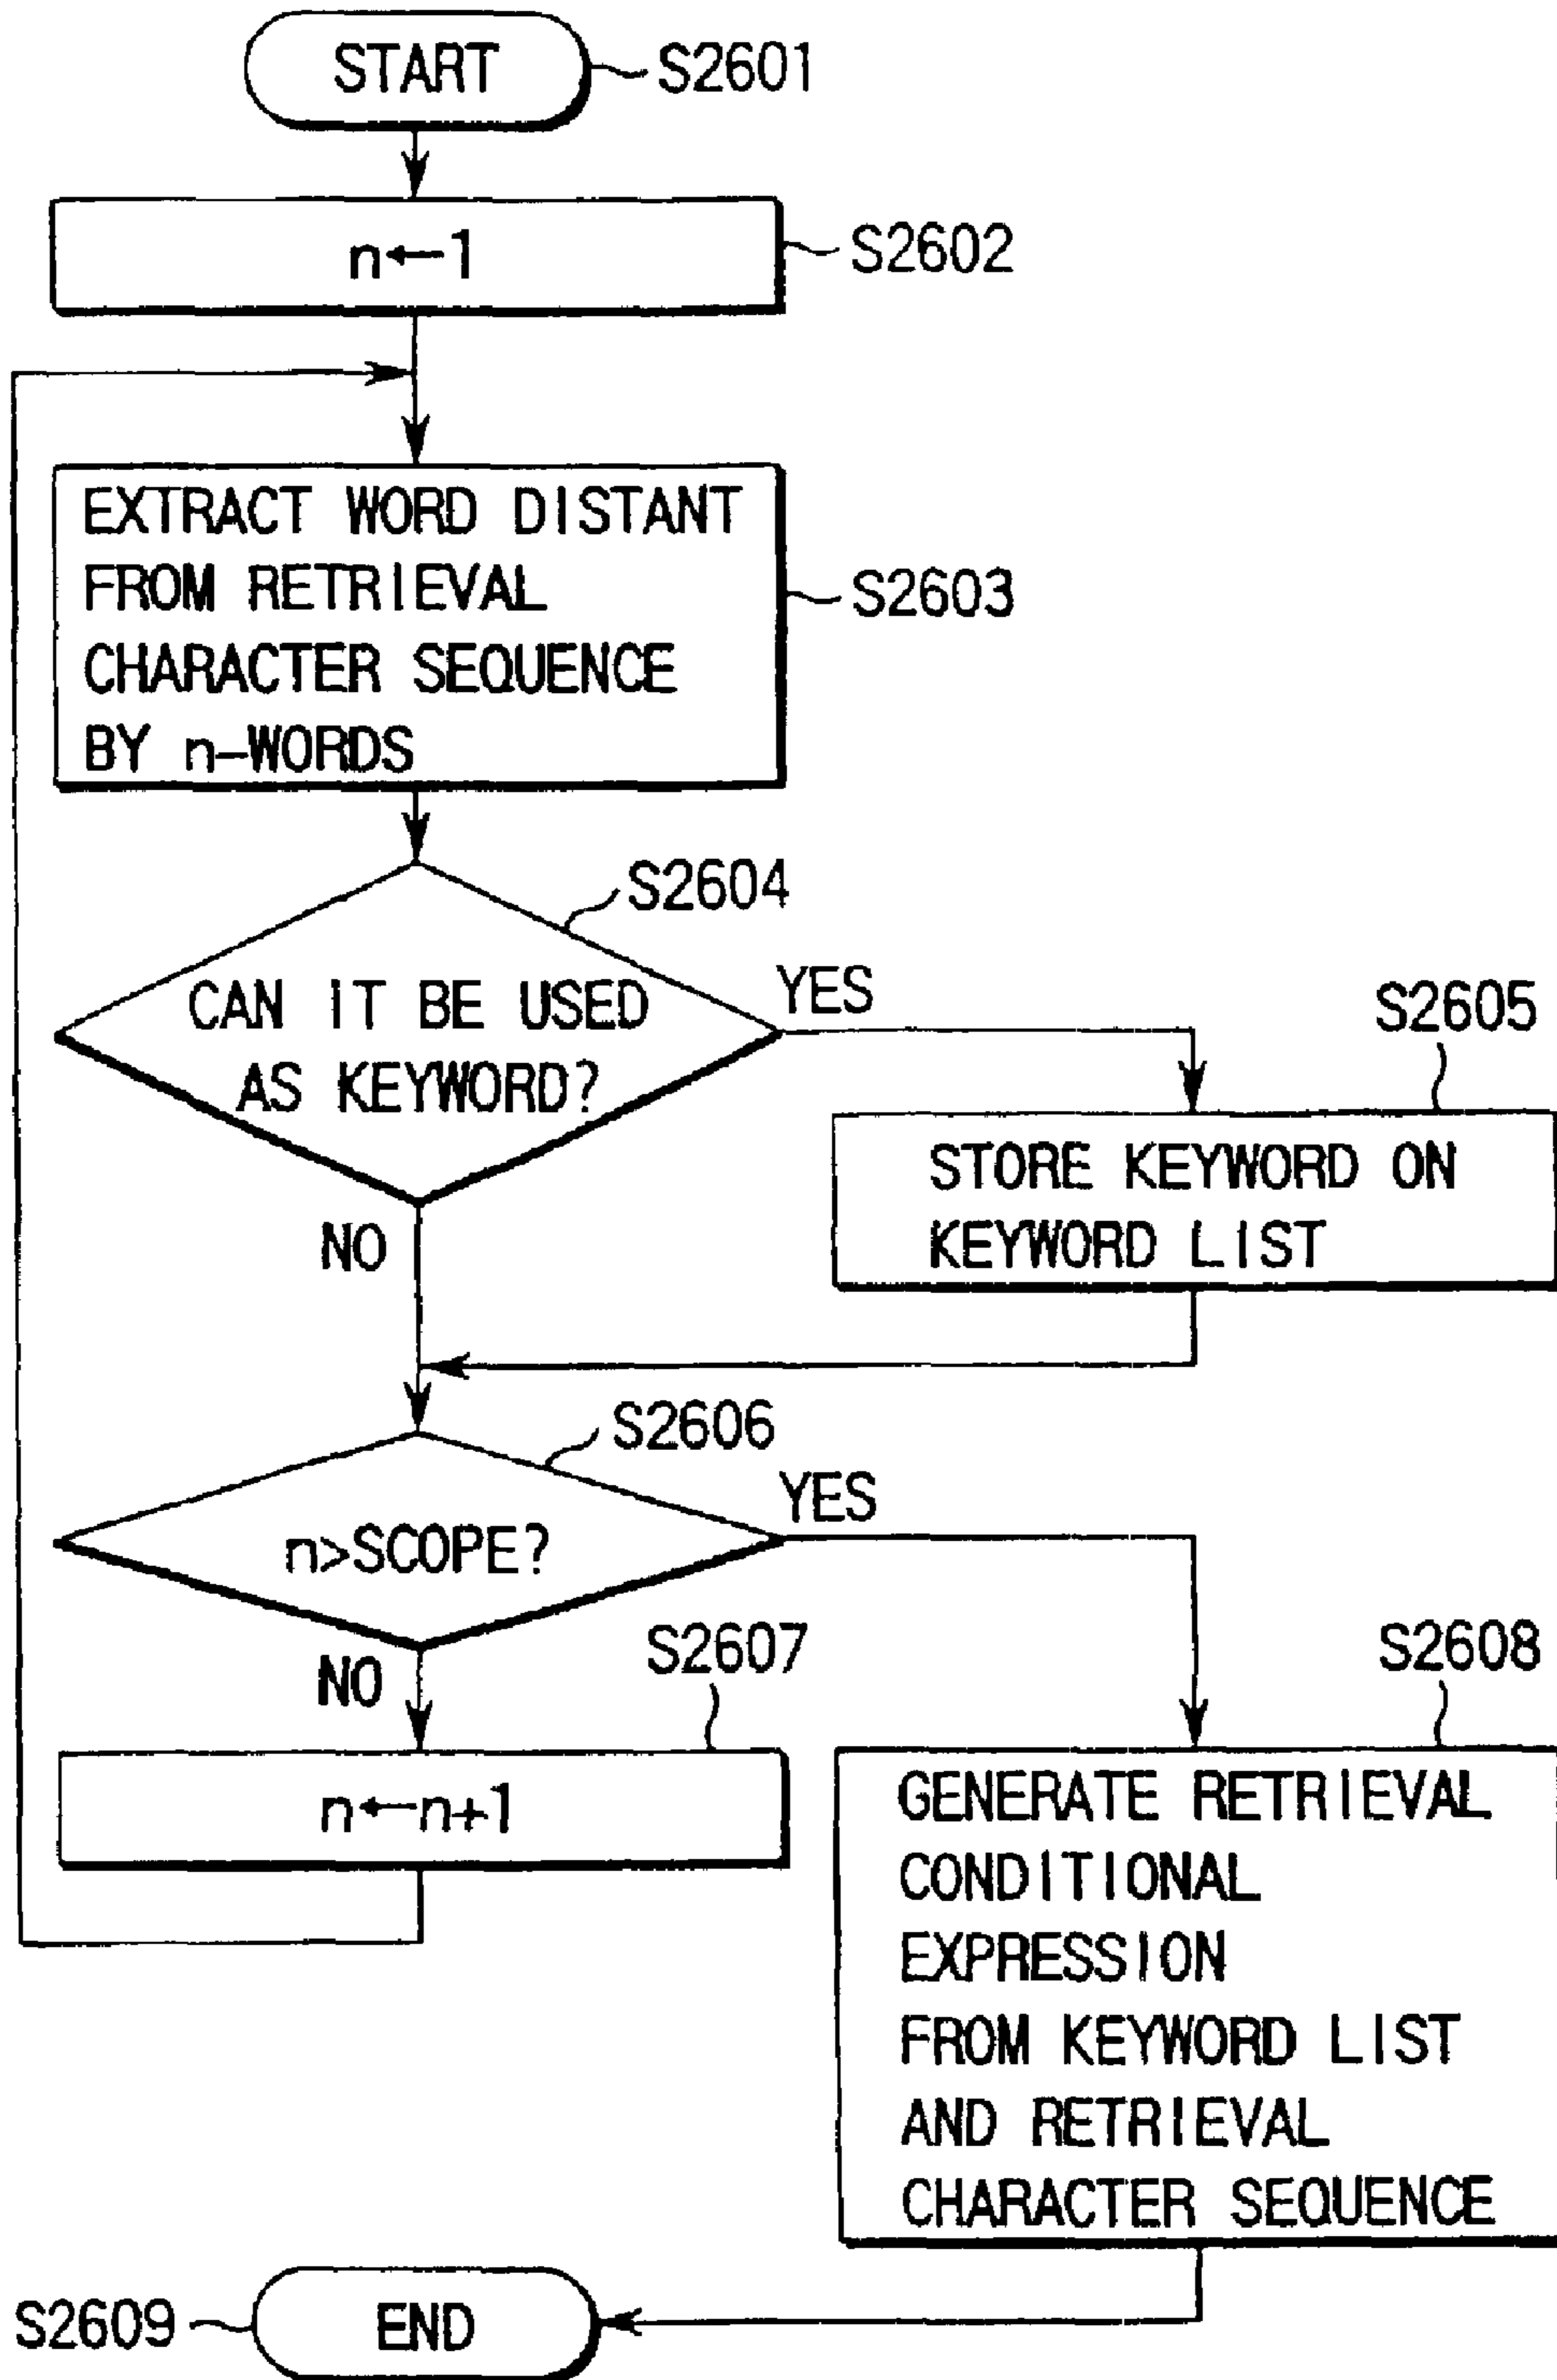 START
S2601
n←1
S2602
EXTRACT WORD DISTANT
FROM RETRIEVAL
CHARACTER SEQUENCE
BY n-WORDS
S2603
S2604
CAN IT BE USED
AS KEYWORD?
YES
NO
S2605
STORE KEYWORD ON
KEYWORD LIST
S2606
n>SCOPE?
YES
NO
S2607
n←n+1
S2608
GENERATE RETRIEVAL
CONDITIONAL
EXPRESSION
FROM KEYWORD LIST
AND RETRIEVAL
CHARACTER SEQUENCE
S2609
END